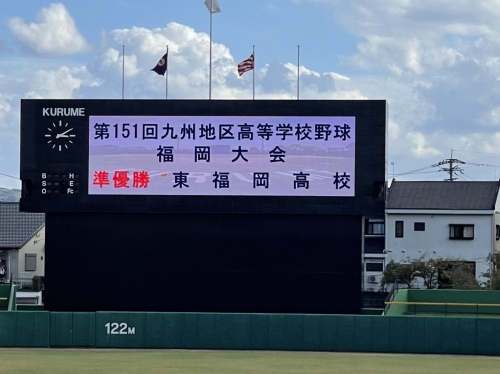 KURUME
第151回九州地区高等学校野球
福岡大会
準優勝 東福岡高校
B H
S E
O Fc
122M